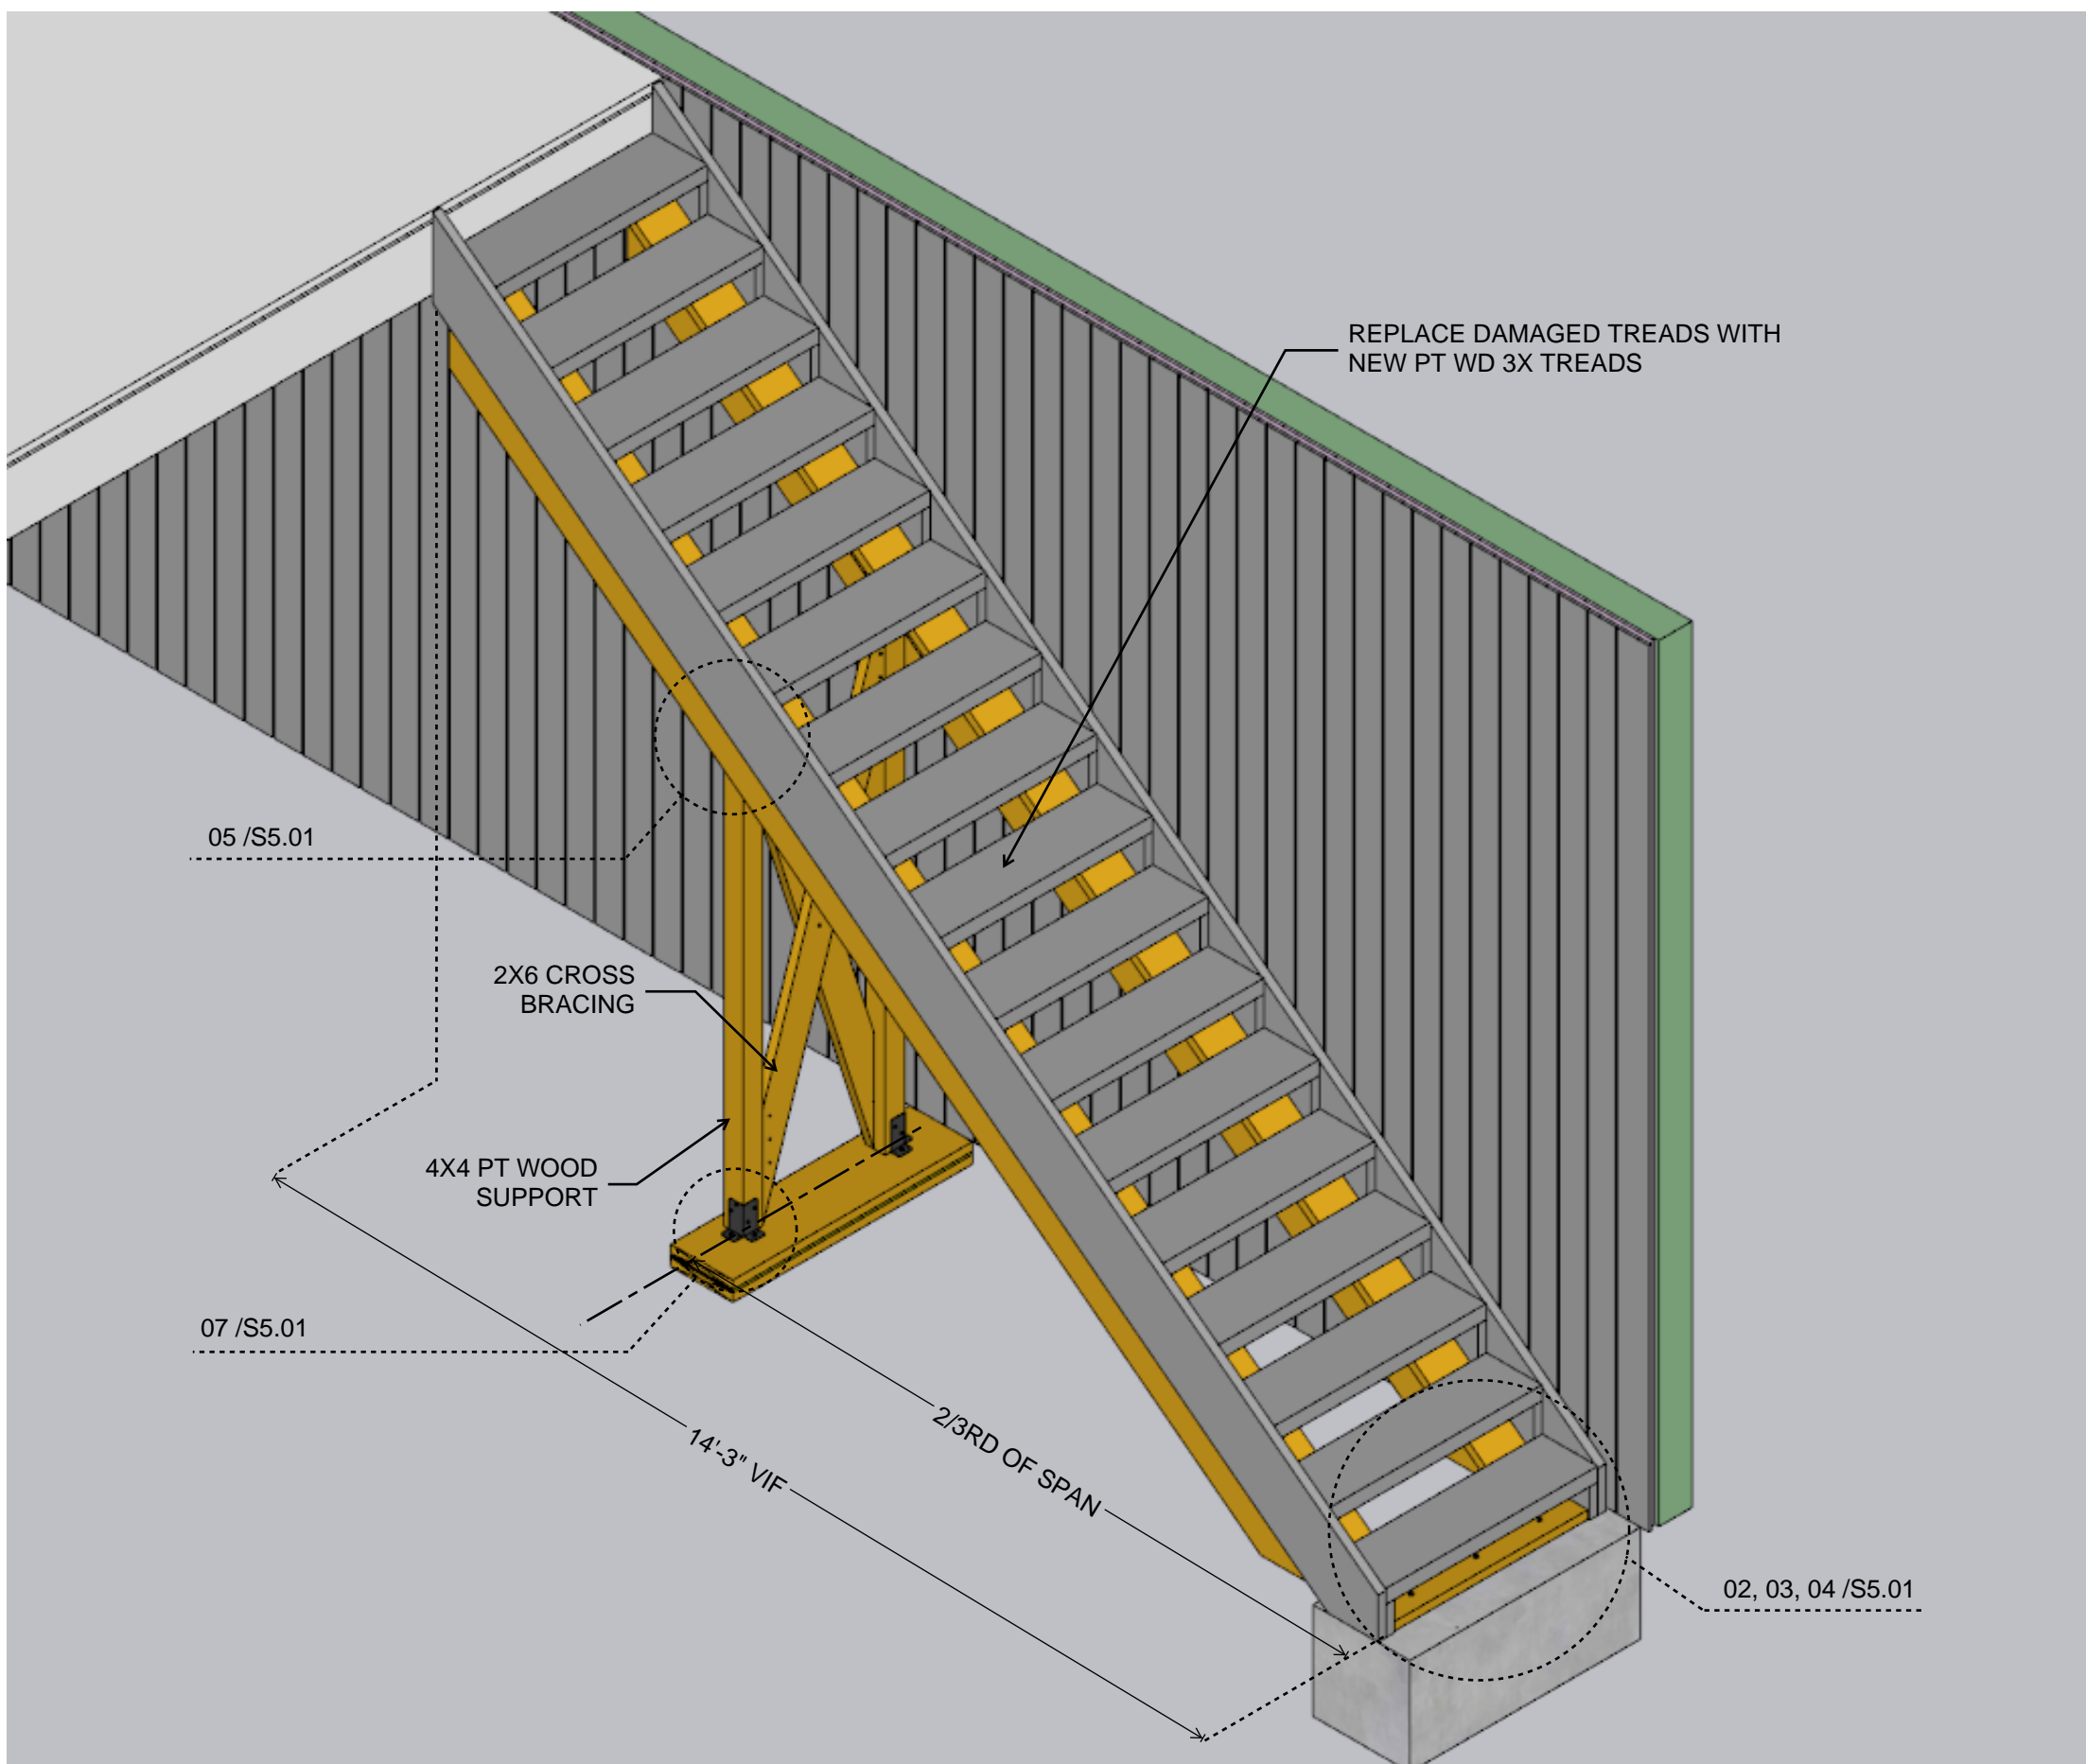 REPLACE DAMAGED TREADS WITH
NEW PT WD 3X TREADS
05 /S5.01
2X6 CROSS
BRACING
4X4 PT WOOD
SUPPORT
07 /S5.01
2/3RD OF SPAN
14'-3" VIF
02, 03, 04 /S5.01